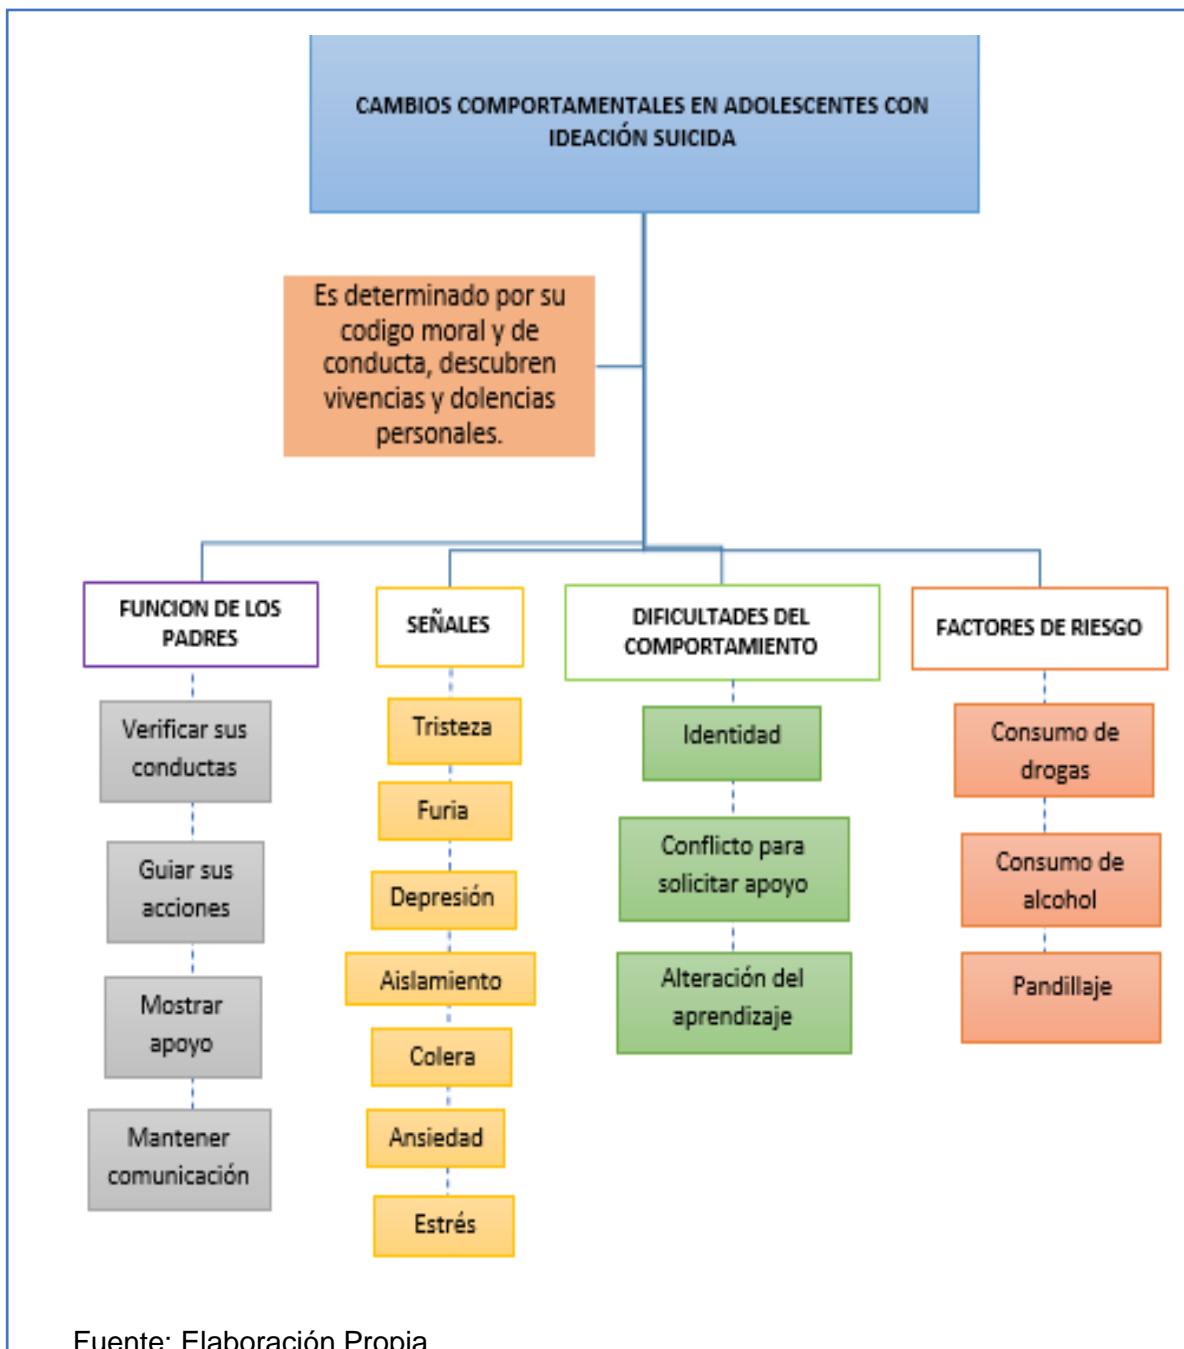 CAMBIOS COMPORTAMENTALES EN ADOLESCENTES CON
IDEACIÓN SUICIDA
Es determinado por su
codigo moral y de
conducta, descubren
vivencias y dolencias
personales.
FUNCION DE LOS
PADRES
Verificar sus
conductas
Guiar sus
acciones
Mostrar
apoyo
Mantener
comunicación
SEÑALES
Tristeza
Furia
Depresión
Aislamiento
Colera
Ansiedad
Estrés
DIFICULTADES DEL
COMPORTAMIENTO
Identidad
Conflicto para
solicitar apoyo
Alteración del
aprendizaje
FACTORES DE RIESGO
Consumo de
drogas
Consumo de
alcohol
Pandillaje
Fuente: Elaboración Propia